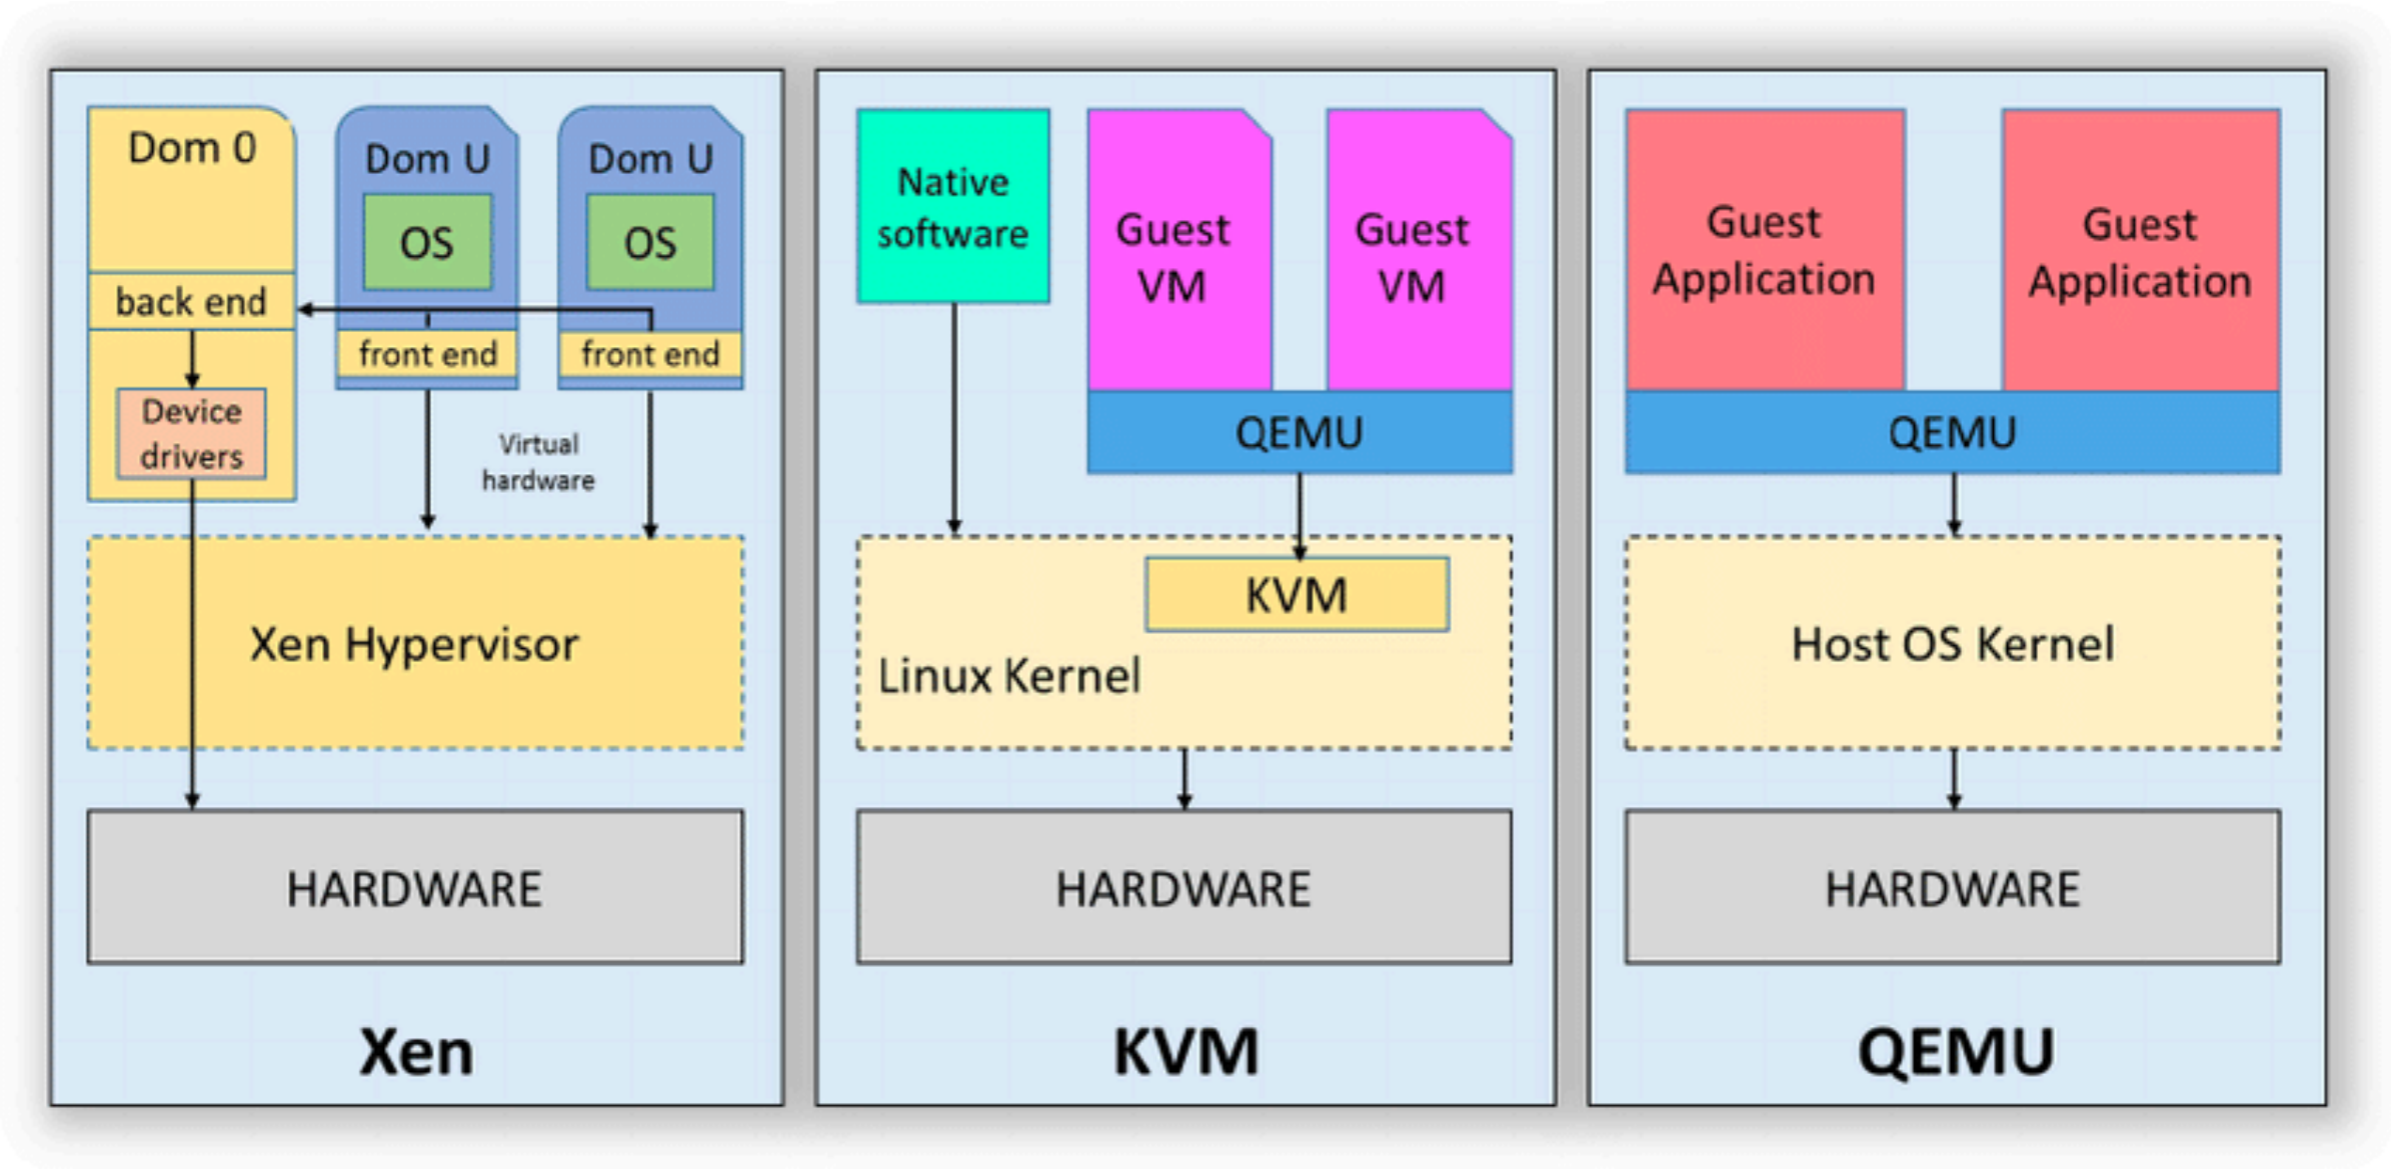 Dom 0
back end
Device
drivers
Dom U
OS
front end
Dom U
OS
front end
Virtual
hardware
Xen Hypervisor
HARDWARE
Xen
Native
software
Guest
VM
Guest
VM
QEMU
KVM
Linux Kernel
HARDWARE
KVM
Guest
Application
Guest
Application
QEMU
Host OS Kernel
HARDWARE
QEMU